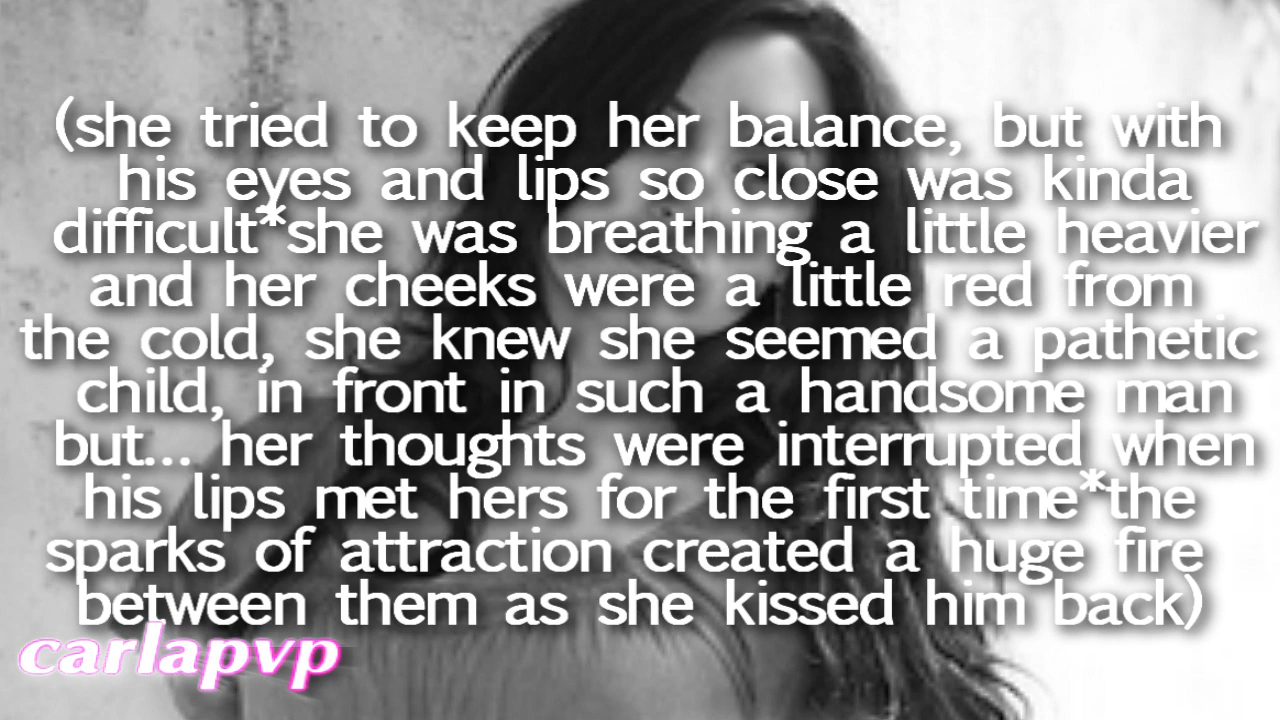 (she tried to keep her balance, but with
his eyes and lips so close was kinda
difficult*she was breathing a little heavier
and her cheeks were a little red from
the cold, she knew she seemed a pathetic
child, in front in such a handsome man
but... her thoughts were interrupted when
his lips met hers for the first time*the
sparks of attraction created a huge fire
between them as she kissed him back)
carlapvp